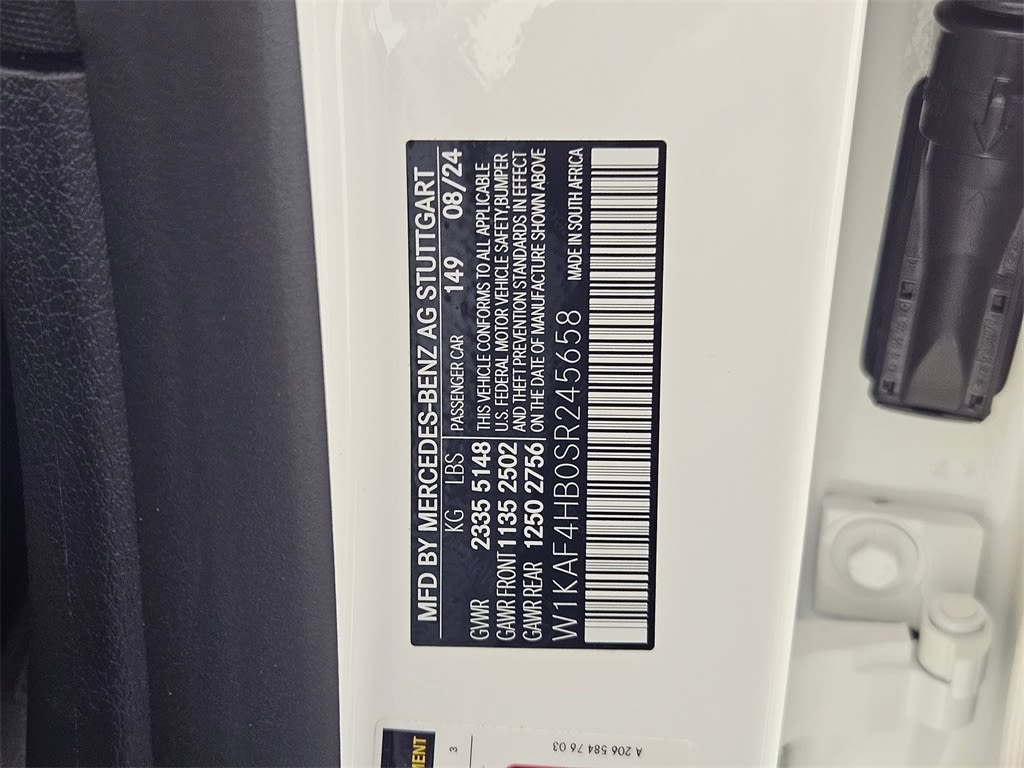 MFD BY MERCEDES-BENZ AG STUTTGART
KG LBS PASSENGER CAR 149 08/24
GVWR 2335 5148 THIS VEHICLE CONFORMS TO ALL APPLICABLE
GAWR FRONT 1135 2502 U.S. FEDERAL MOTOR VEHICLE SAFETY, BUMPER
AND THEFT PREVENTION STANDARDS IN EFFECT
GAWR REAR 1250 2756 ON THE DATE OF MANUFACTURE SHOWN ABOVE
W1KAF4HB0SR245658 MADE IN SOUTH AFRICA
3
A 206 584 76 03